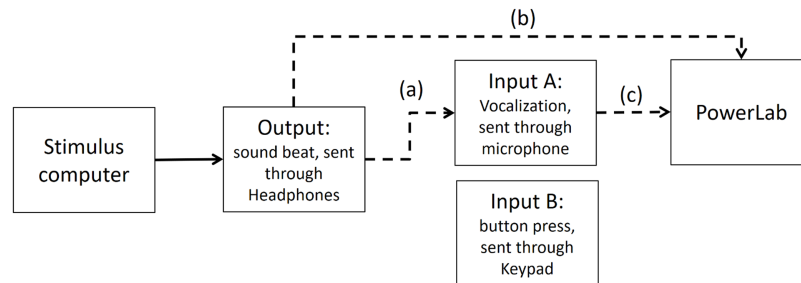 Stimulus
computer
Output:
sound beat, sent
through
Headphones
(a)
(b)
Input A:
Vocalization,
sent through
microphone
(c)
PowerLab
Input B:
button press,
sent through
Keypad